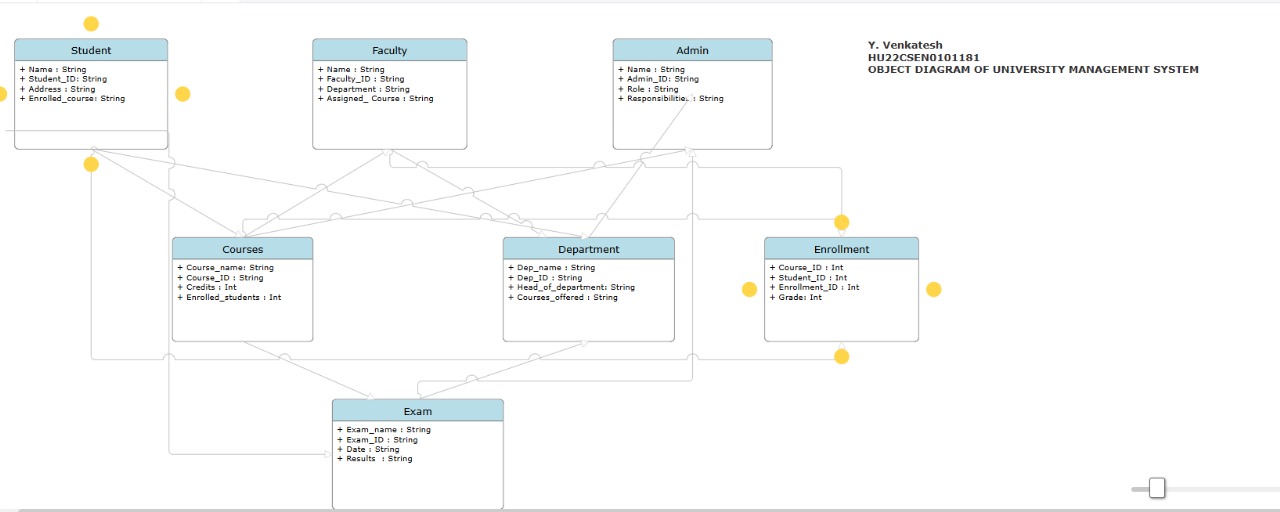 Student
+ Name : String
+ Student_ID: String
+ Address : String
+ Enrolled_course: String
Faculty
+ Name : String
+ Faculty_ID : String
+ Department : String
+ Assigned_ Course : String
Admin
+ Name : String
+ Admin_ID: String
+ Role : String
+ Responsibilities : String
Y. Venkatesh
HU22CSEN0101181
OBJECT DIAGRAM OF UNIVERSITY MANAGEMENT SYSTEM
Courses
+ Course_name: String
+ Course_ID : String
+ Credits : Int
+ Enrolled_students : Int
Department
+ Dep_name : String
+ Dep_ID : String
+ Head_of_department: String
+ Courses_offered : String
Enrollment
+ Course_ID : Int
+ Student_ID : Int
+ Enrollment_ID : Int
+ Grade: Int
Exam
+ Exam_name : String
+ Exam_ID : String
+ Date : String
+ Results : String